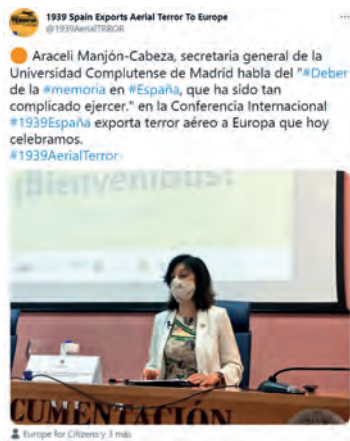 1939 Spain Exports Aerial Terror To Europe
@1939AerialTRROR
Araceli Manjón-Cabeza, secretaria general de la
Universidad Complutense de Madrid habla del "#Deber
de la #memoria en #España, que ha sido tan
complicado ejercer." en la Conferencia Internacional
#1939España exporta terror aéreo a Europa que hoy
celebramos.
#1939AerialTerror
¡Bienvenidos!
CUMENTACIÓN
Europe for Citizens y 3 más